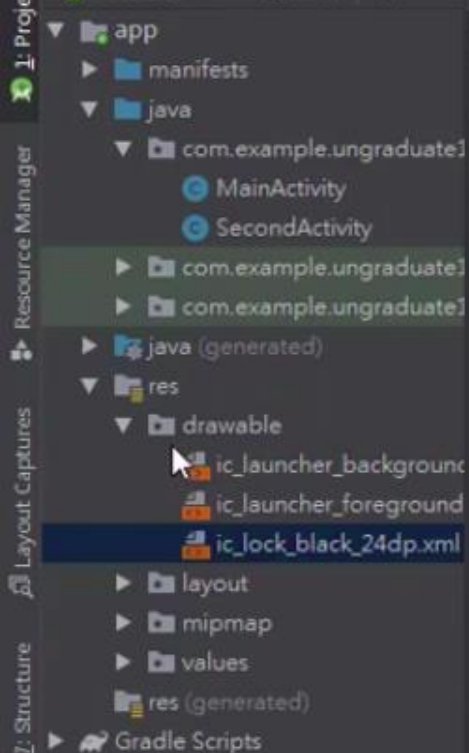 1: Proje
Resource Manager
Layout Captures
7: Structure
app
manifests
java
com.example.ungraduate1
MainActivity
SecondActivity
com.example.ungraduate1
com.example.ungraduate1
java (generated)
res
drawable
ic_launcher_background
ic_launcher_foreground
ic_lock_black_24dp.xml
layout
mipmap
values
res (generated)
Gradle Scripts